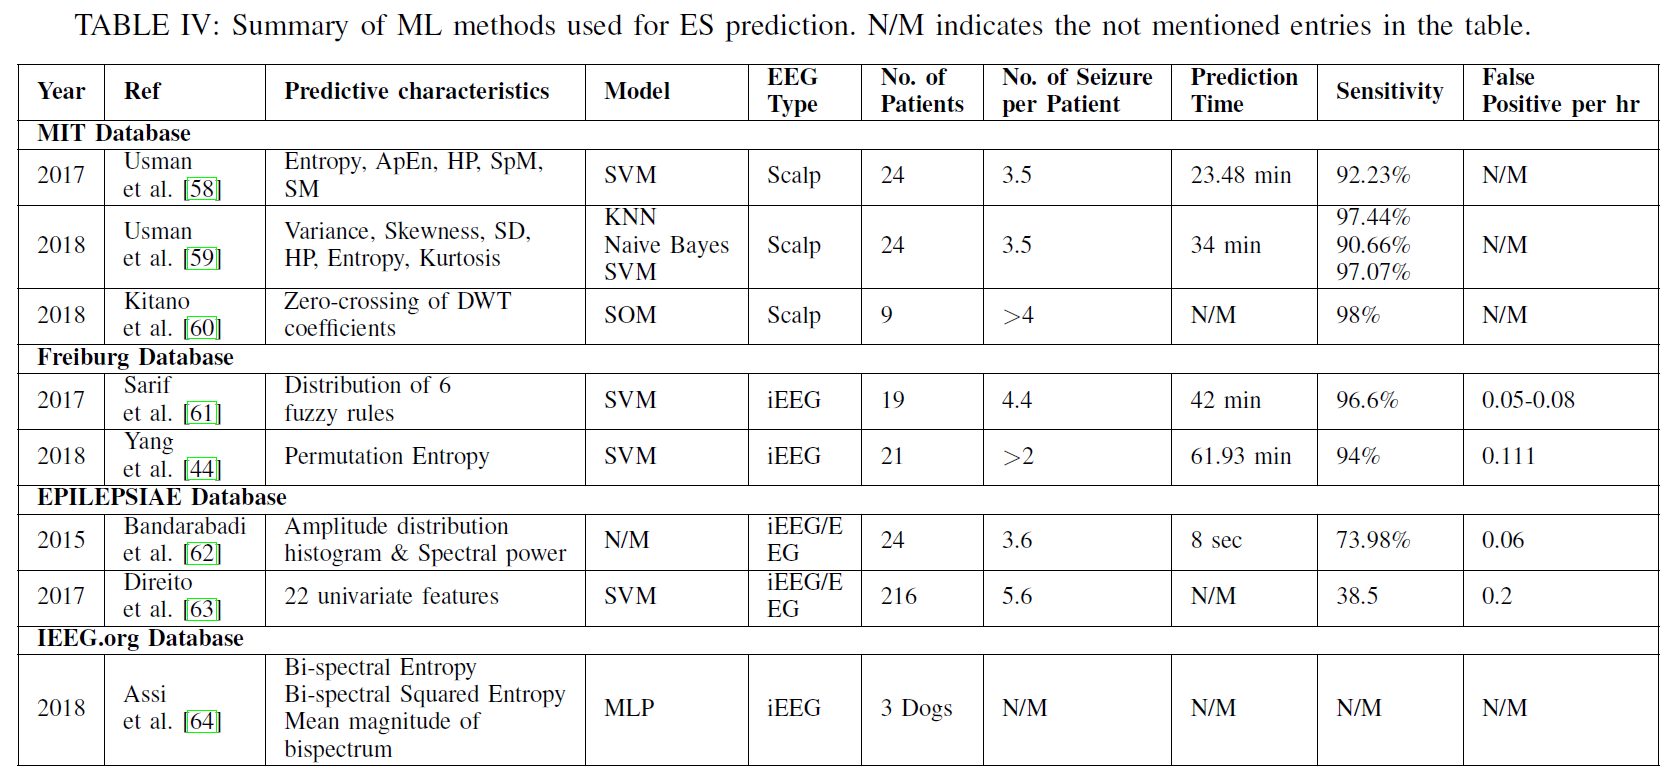 TABLE IV: Summary of ML methods used for ES prediction. N/M indicates the not mentioned entries in the table.
Year Ref Predictive characteristics Model EEG Type No. of Patients No. of Seizure per Patient Prediction Time Sensitivity False Positive per hr
MIT Database
2017 Usman et al. [58] Entropy, ApEn, HP, SpM, SM SVM Scalp 24 3.5 23.48 min 92.23% N/M
2018 Usman et al. [59] Variance, Skewness, SD, HP, Entropy, Kurtosis KNN Naive Bayes SVM Scalp 24 3.5 34 min 97.44% 90.66% 97.07% N/M
2018 Kitano et al. [60] Zero-crossing of DWT coefficients SOM Scalp 9 >4 N/M 98% N/M
Freiburg Database
2017 Sarif et al. [61] Distribution of 6 fuzzy rules SVM iEEG 19 4.4 42 min 96.6% 0.05-0.08
2018 Yang et al. [44] Permutation Entropy SVM iEEG 21 >2 61.93 min 94% 0.111
EPILEPSIAE Database
2015 Bandarabadi et al. [62] Amplitude distribution histogram & Spectral power N/M iEEG/E EG 24 3.6 8 sec 73.98% 0.06
2017 Direito et al. [63] 22 univariate features SVM iEEG/E EG 216 5.6 N/M 38.5 0.2
IEEG.org Database
2018 Assi et al. [64] Bi-spectral Entropy Bi-spectral Squared Entropy Mean magnitude of bispectrum MLP iEEG 3 Dogs N/M N/M N/M N/M